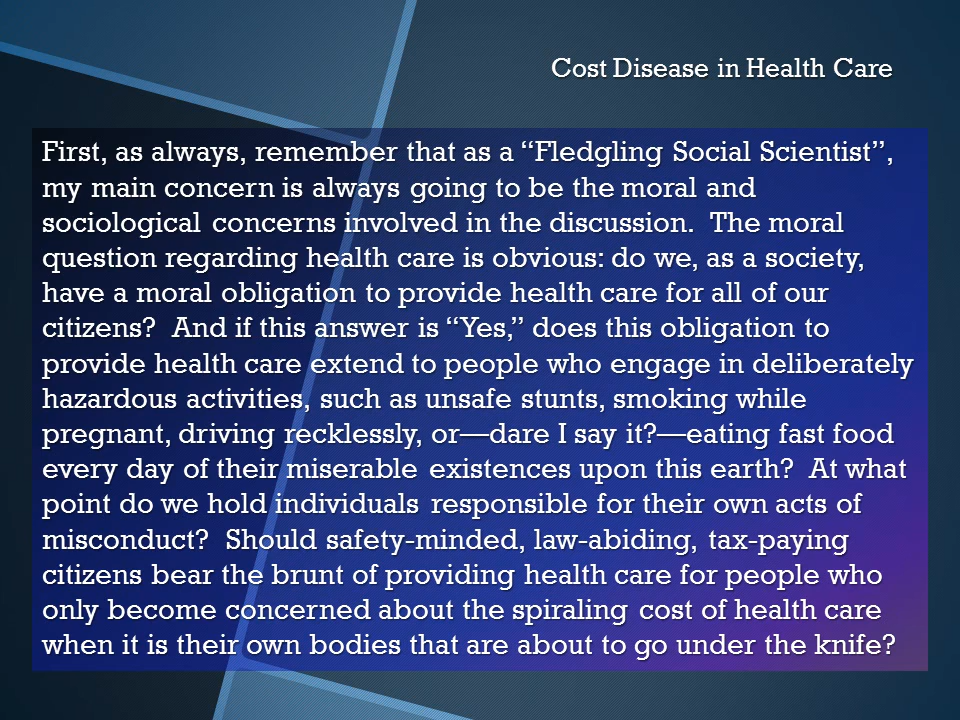 Cost Disease in Health Care
First, as always, remember that as a “Fledgling Social Scientist”,
my main concern is always going to be the moral and
sociological concerns involved in the discussion.  The moral
question regarding health care is obvious: do we, as a society,
have a moral obligation to provide health care for all of our
citizens?  And if this answer is “Yes,” does this obligation to
provide health care extend to people who engage in deliberately
hazardous activities, such as unsafe stunts, smoking while
pregnant, driving recklessly, or—dare I say it?—eating fast food
every day of their miserable existences upon this earth?  At what
point do we hold individuals responsible for their own acts of
misconduct?  Should safety-minded, law-abiding, tax-paying
citizens bear the brunt of providing health care for people who
only become concerned about the spiraling cost of health care
when it is their own bodies that are about to go under the knife?